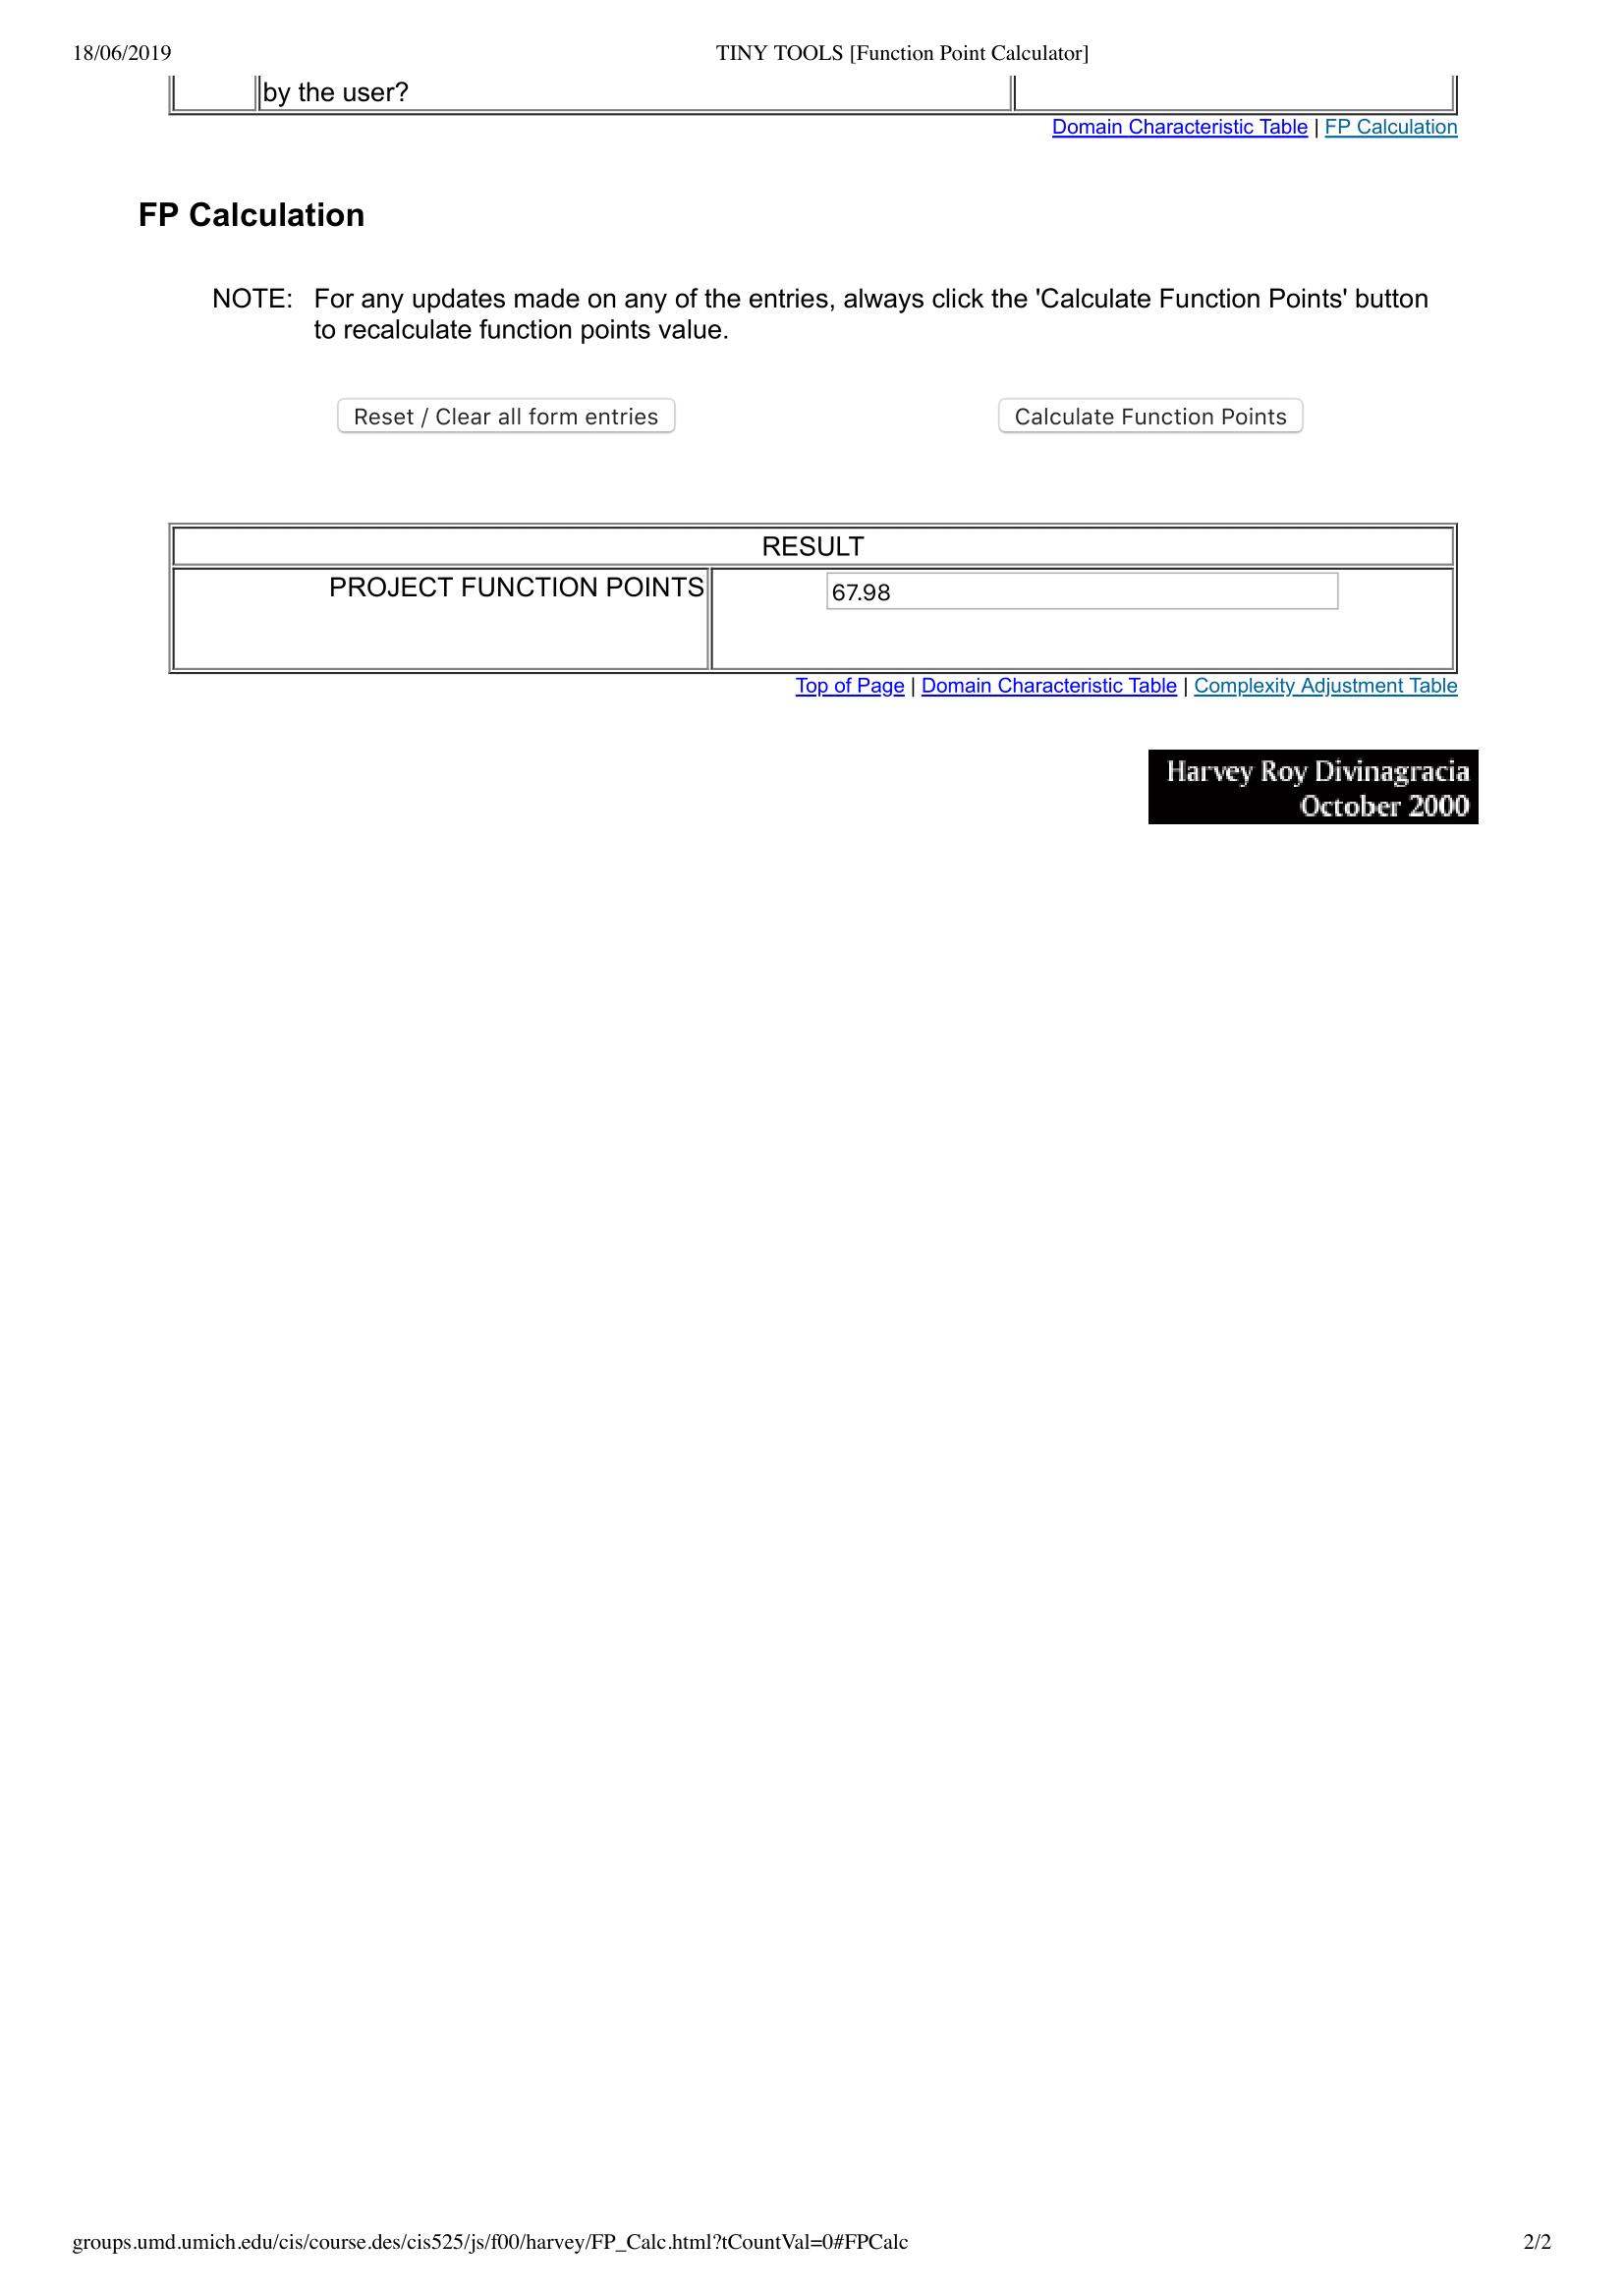 18/06/2019 TINY TOOLS [Function Point Calculator]
by the user?
Domain Characteristic Table | FP Calculation
FP Calculation
NOTE: For any updates made on any of the entries, always click the 'Calculate Function Points' button
to recalculate function points value.
Reset / Clear all form entries Calculate Function Points
RESULT
PROJECT FUNCTION POINTS 67.98
Top of Page | Domain Characteristic Table | Complexity Adjustment Table
Harvey Roy Divinagracia
October 2000
groups.umd.umich.edu/cis/course.des/cis525/js/f00/harvey/FP_Calc.html?tCountVal=0#FPCalc 2/2